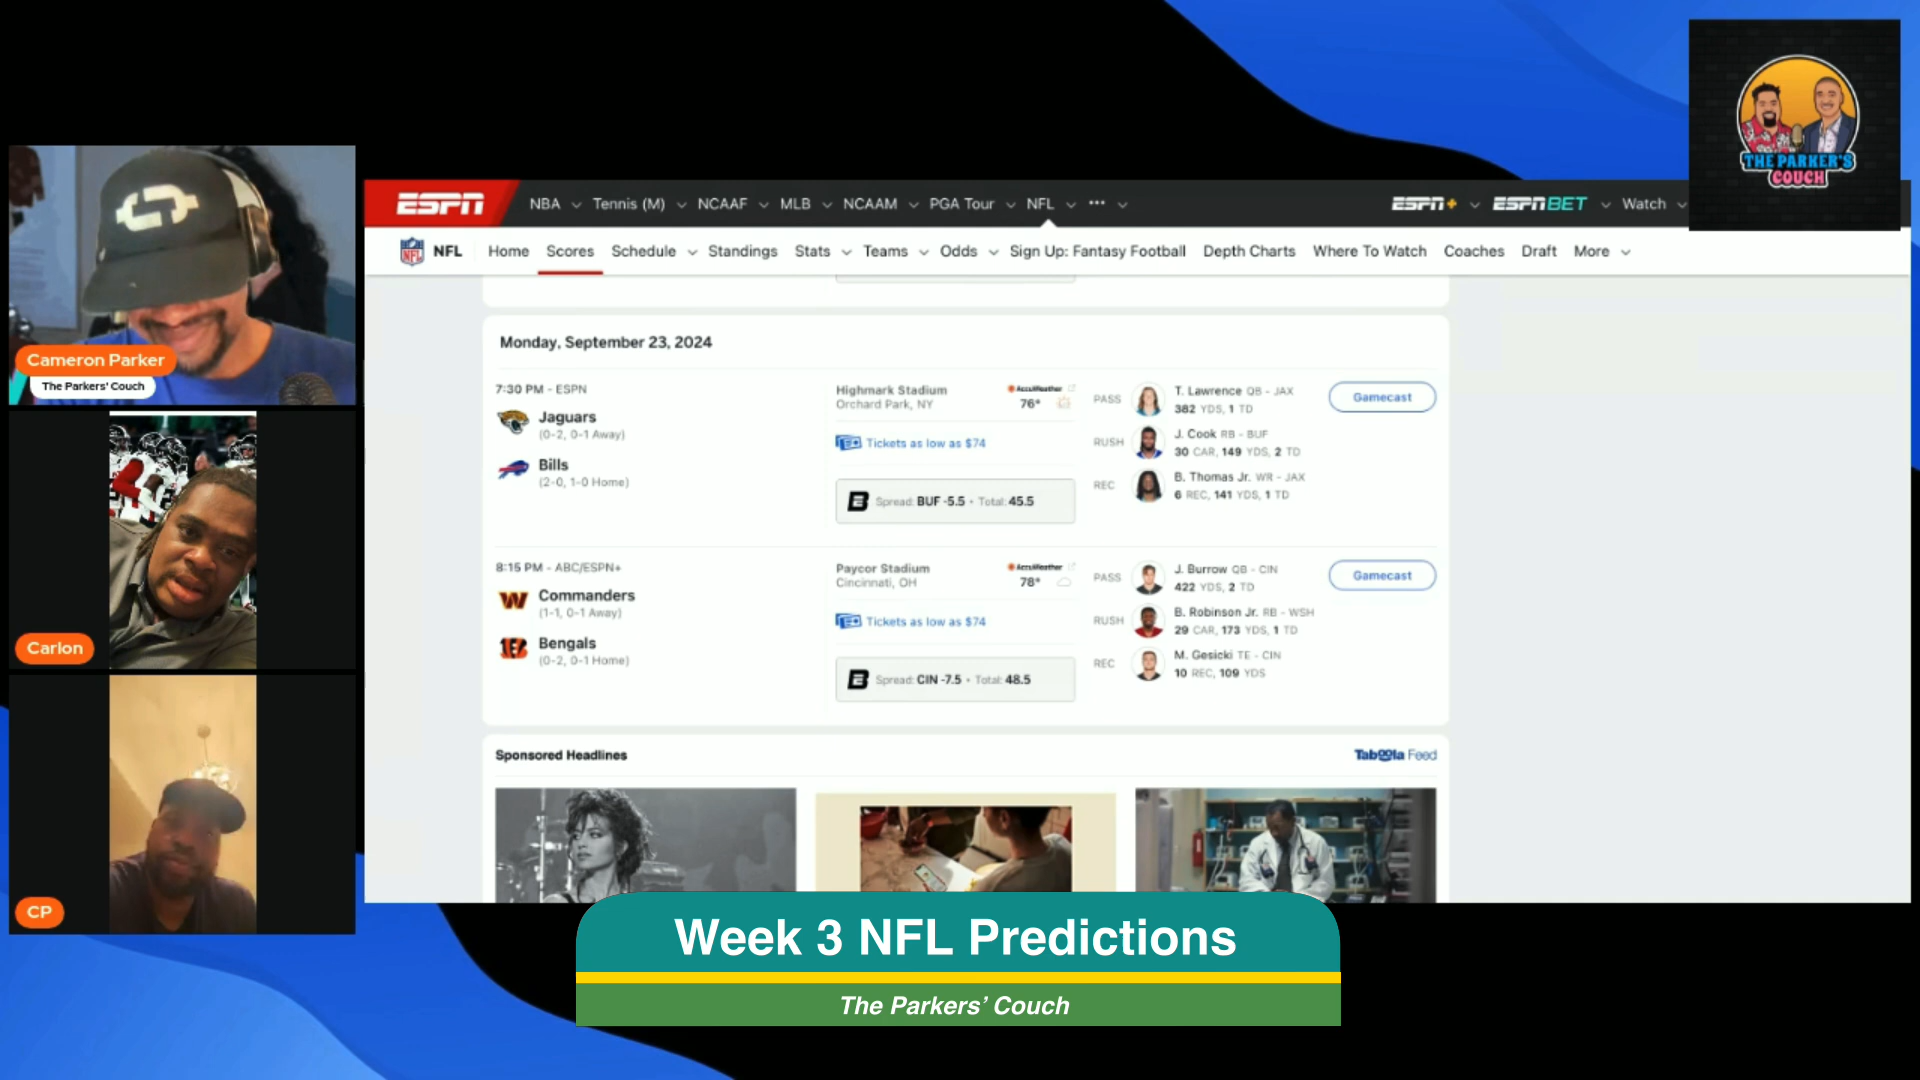 THE PARKER'S
COUCH
Cameron Parker
The Parkers' Couch
Carlon
CP
ESPN NBA Tennis (M) NCAAF MLB NCAAM PGA Tour NFL ••• ESPN+ ESPN BET Watch
NFL NFL Home Scores Schedule Standings Stats Teams Odds Sign Up: Fantasy Football Depth Charts Where To Watch Coaches Draft More
Monday, September 23, 2024
7:30 PM - ESPN
Jaguars
(0-2, 0-1 Away)
Bills
(2-0, 1-0 Home)
Highmark Stadium
Orchard Park, NY
AccuWeather
76°
Tickets as low as $74
B Spread: BUF -5.5 • Total: 45.5
PASS
T. Lawrence QB - JAX
382 YDS, 1 TD
RUSH
J. Cook RB - BUF
30 CAR, 149 YDS, 2 TD
REC
B. Thomas Jr. WR - JAX
6 REC, 141 YDS, 1 TD
Gamecast
8:15 PM - ABC/ESPN+
W Commanders
(1-1, 0-1 Away)
Bengals
(0-2, 0-1 Home)
Paycor Stadium
Cincinnati, OH
AccuWeather
78°
Tickets as low as $74
B Spread: CIN -7.5 • Total: 48.5
PASS
J. Burrow QB - CIN
422 YDS, 2 TD
RUSH
B. Robinson Jr. RB - WSH
29 CAR, 173 YDS, 1 TD
REC
M. Gesicki TE - CIN
10 REC, 109 YDS
Gamecast
Sponsored Headlines
Taboola Feed
Week 3 NFL Predictions
The Parkers’ Couch